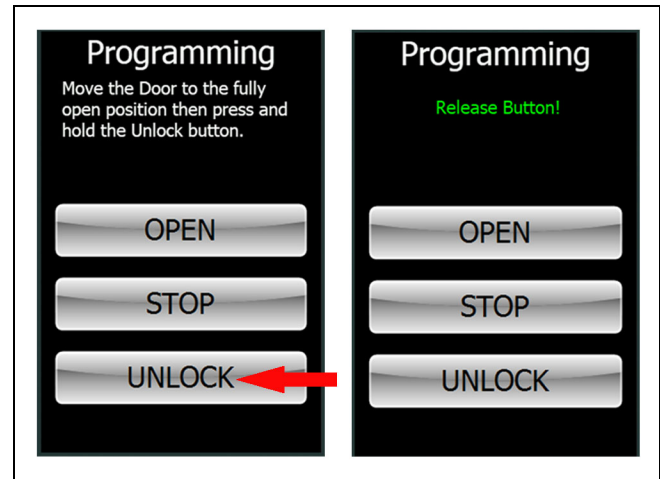 Programming
Move the Door to the fully
open position then press and
hold the Unlock button.
OPEN
STOP
UNLOCK
Programming
Release Button!
OPEN
STOP
UNLOCK